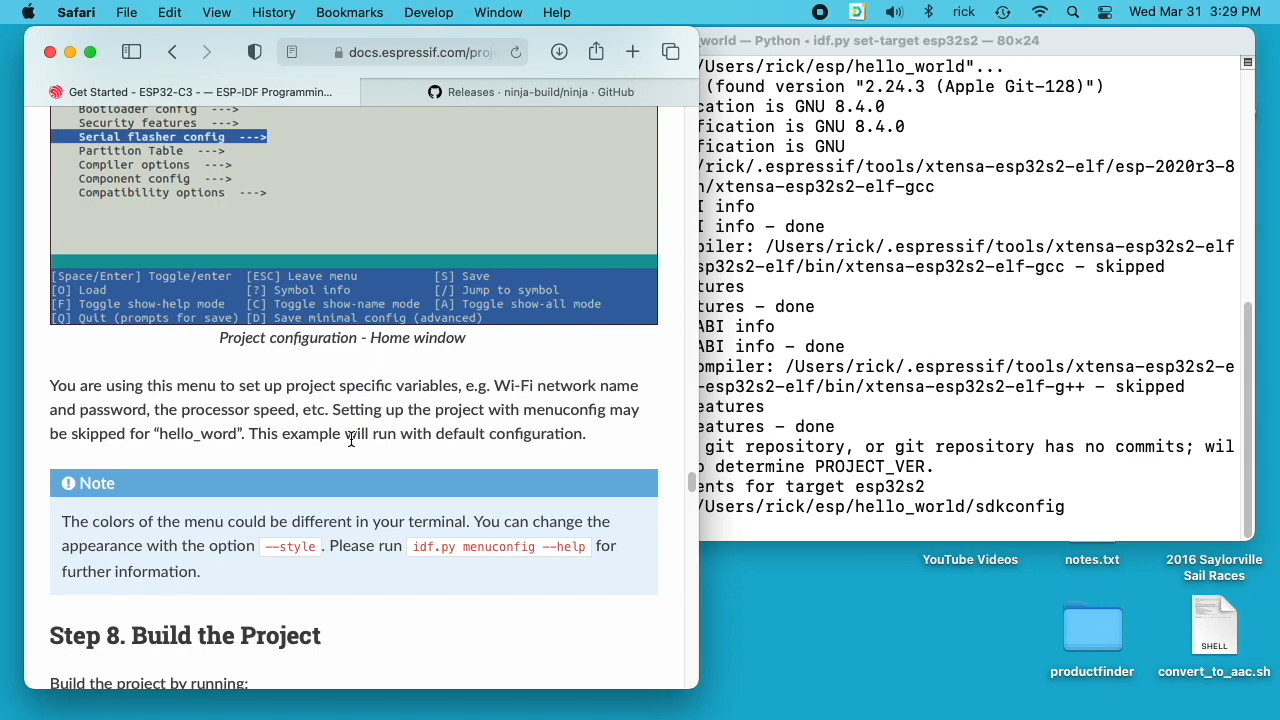 Safari File Edit View History Bookmarks Develop Window Help rick Wed Mar 31 3:29 PM
docs.espressif.com/proj
Get Started - ESP32-C3 - — ESP-IDF Programmin...
Releases · ninja-build/ninja · GitHub
Bootloader config --->
Security features --->
Serial flasher config --->
Partition Table --->
Compiler options --->
Component config --->
Compatibility options --->
[Space/Enter] Toggle/enter [ESC] Leave menu [S] Save
[O] Load [?] Symbol info [/] Jump to symbol
[F] Toggle show-help mode [C] Toggle show-name mode [A] Toggle show-all mode
[Q] Quit (prompts for save) [D] Save minimal config (advanced)
Project configuration - Home window
You are using this menu to set up project specific variables, e.g. Wi-Fi network name
and password, the processor speed, etc. Setting up the project with menuconfig may
be skipped for “hello_word”. This example will run with default configuration.
Note
The colors of the menu could be different in your terminal. You can change the
appearance with the option --style . Please run idf.py menuconfig --help for
further information.
Step 8. Build the Project
Build the project by running:
world — Python ◂ idf.py set-target esp32s2 — 80×24
/Users/rick/esp/hello_world"...
(found version "2.24.3 (Apple Git-128)")
cation is GNU 8.4.0
fication is GNU 8.4.0
fication is GNU
/rick/.espressif/tools/xtensa-esp32s2-elf/esp-2020r3-8
n/xtensa-esp32s2-elf-gcc
I info
I info - done
piler: /Users/rick/.espressif/tools/xtensa-esp32s2-elf
sp32s2-elf/bin/xtensa-esp32s2-elf-gcc - skipped
tures
tures - done
ABI info
ABI info - done
ompiler: /Users/rick/.espressif/tools/xtensa-esp32s2-e
-esp32s2-elf/bin/xtensa-esp32s2-elf-g++ - skipped
eatures
eatures - done
git repository, or git repository has no commits; wil
o determine PROJECT_VER.
ents for target esp32s2
/Users/rick/esp/hello_world/sdkconfig
YouTube Videos
notes.txt
2016 Saylorville
Sail Races
SHELL
productfinder
convert_to_aac.sh